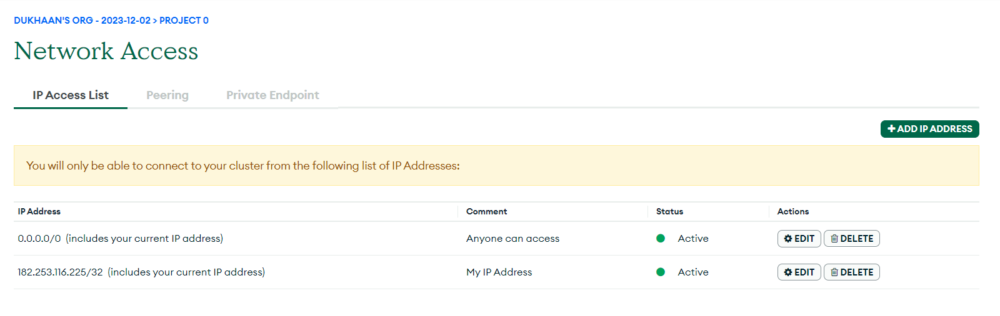 DUKHAAN'S ORG - 2023-12-02 > PROJECT 0
Network Access
IP Access List Peering Private Endpoint
+ ADD IP ADDRESS
You will only be able to connect to your cluster from the following list of IP Addresses:
IP Address Comment Status Actions
0.0.0.0/0 (includes your current IP address) Anyone can access Active EDIT DELETE
182.253.116.225/32 (includes your current IP address) My IP Address Active EDIT DELETE